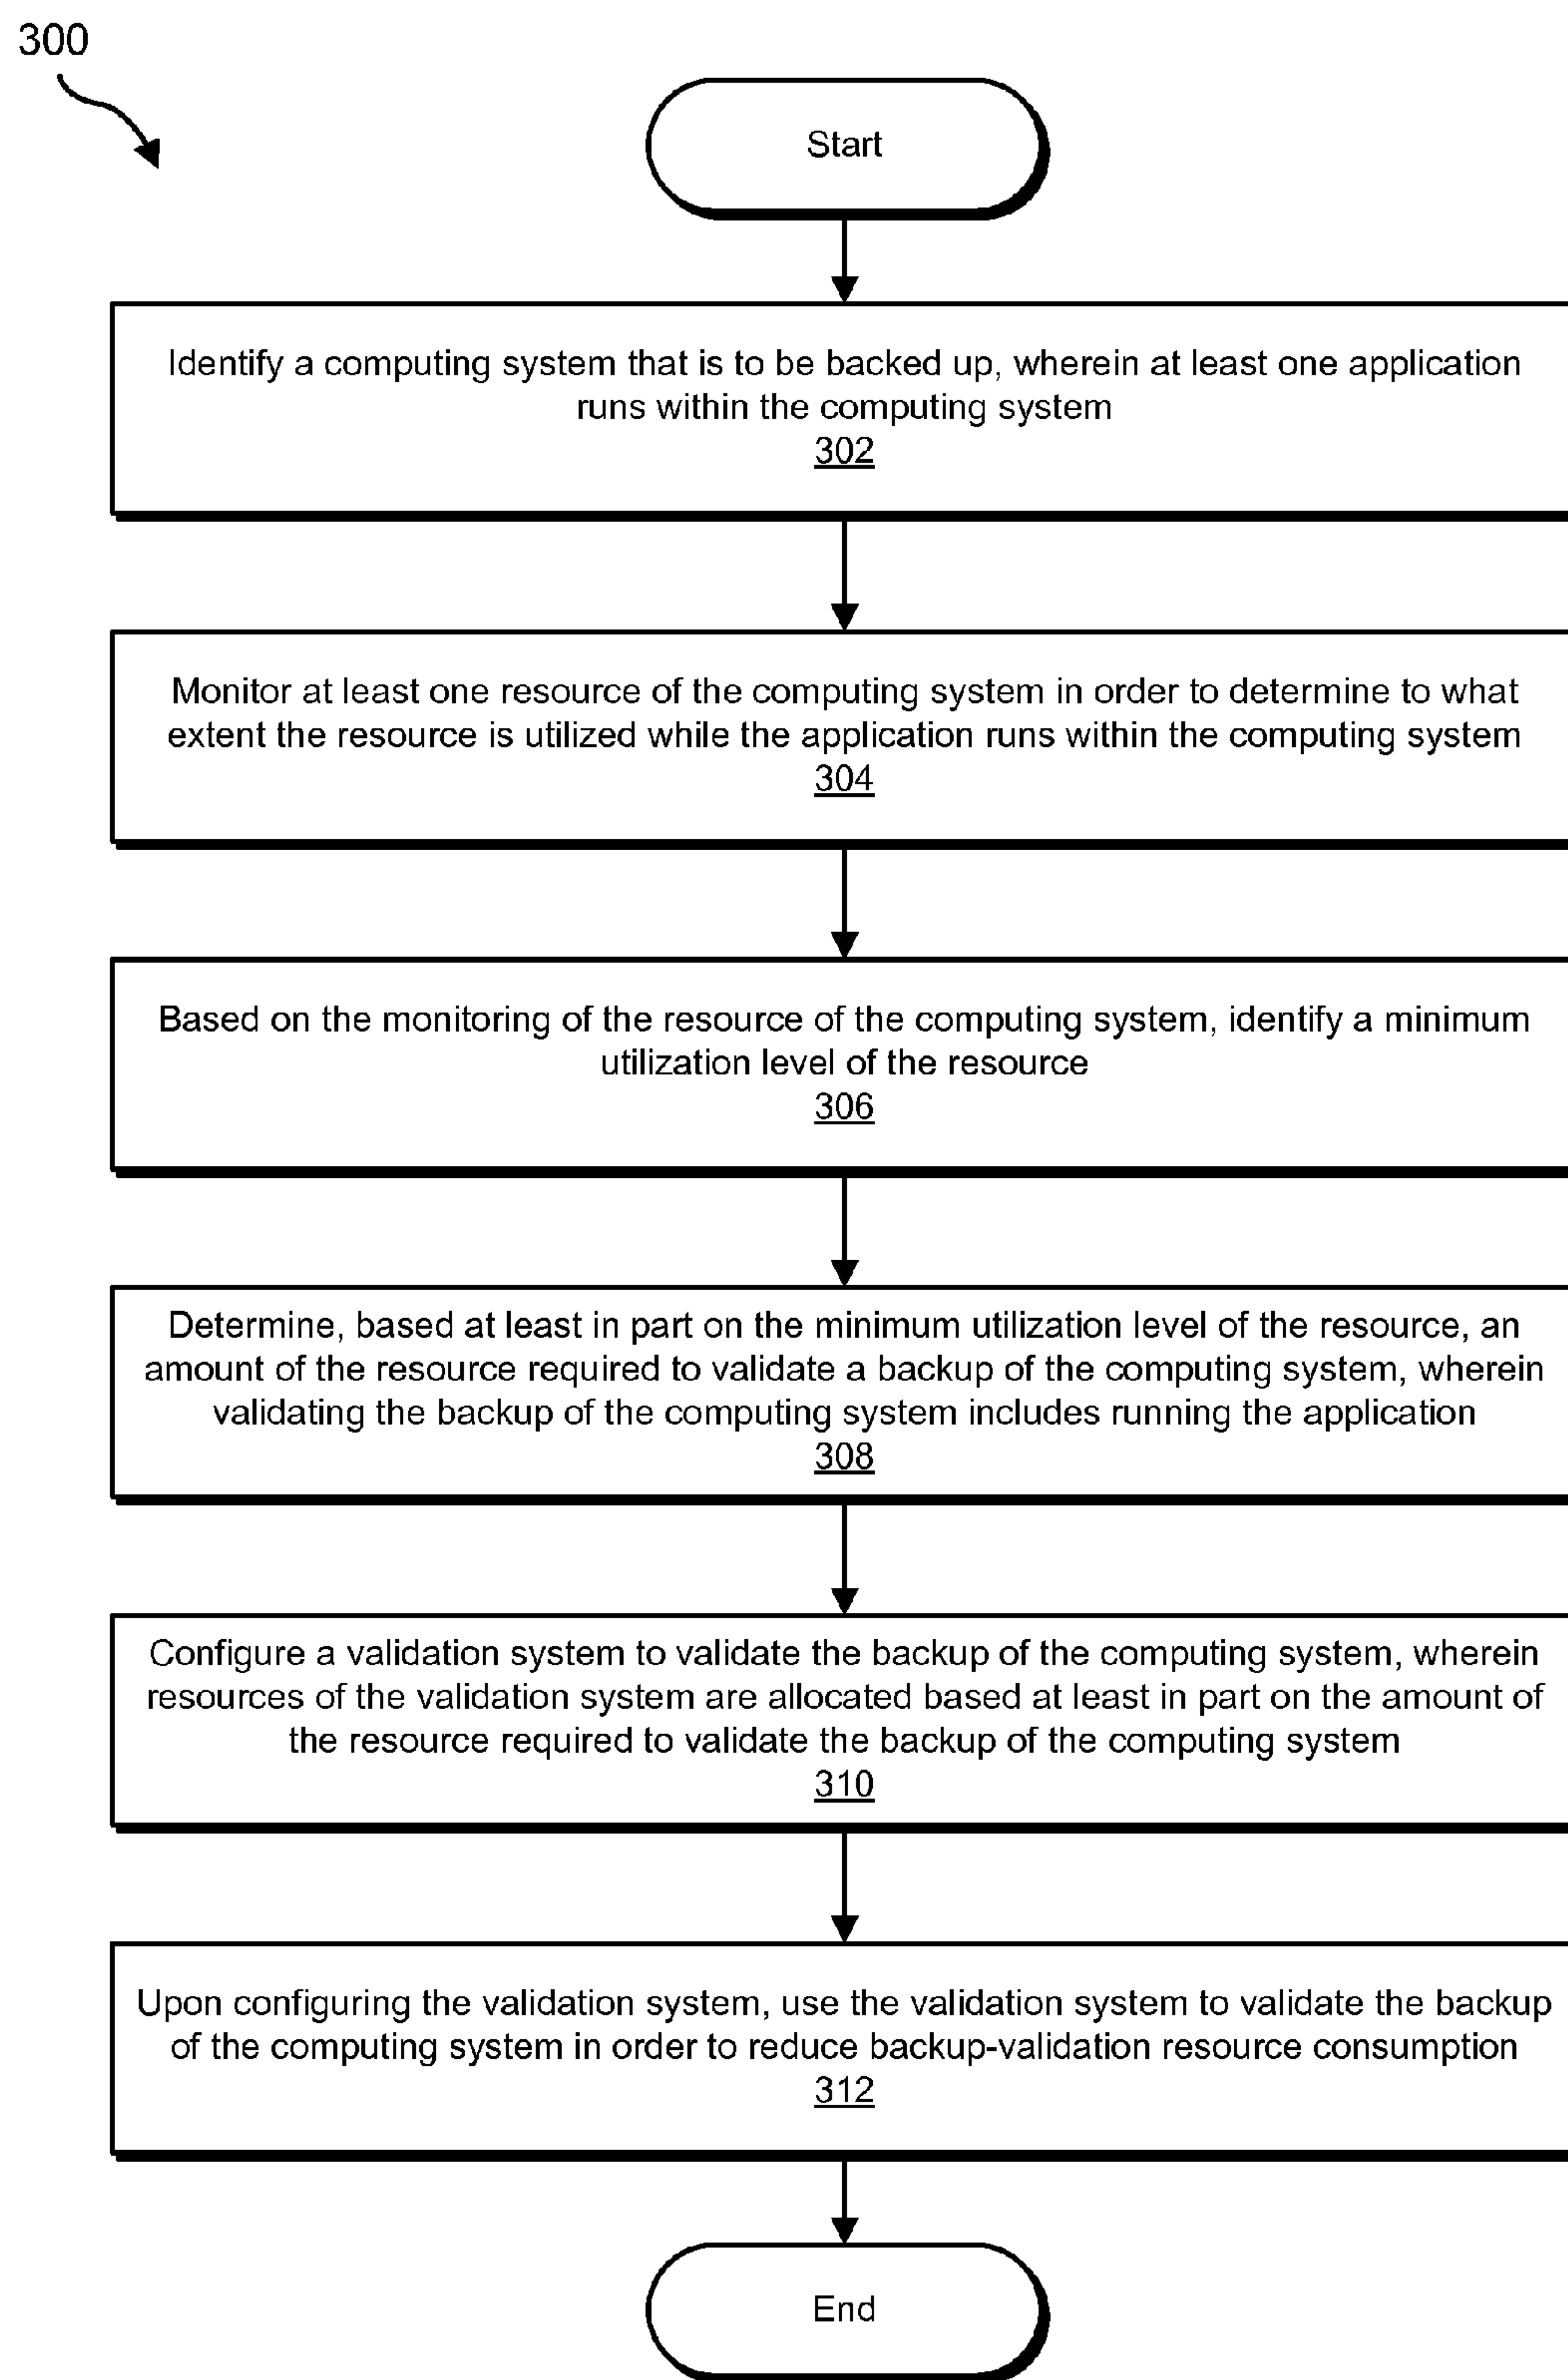 300
Start
Identify a computing system that is to be backed up, wherein at least one application
runs within the computing system
302
Monitor at least one resource of the computing system in order to determine to what
extent the resource is utilized while the application runs within the computing system
304
Based on the monitoring of the resource of the computing system, identify a minimum
utilization level of the resource
306
Determine, based at least in part on the minimum utilization level of the resource, an
amount of the resource required to validate a backup of the computing system, wherein
validating the backup of the computing system includes running the application
308
Configure a validation system to validate the backup of the computing system, wherein
resources of the validation system are allocated based at least in part on the amount of
the resource required to validate the backup of the computing system
310
Upon configuring the validation system, use the validation system to validate the backup
of the computing system in order to reduce backup-validation resource consumption
312
End